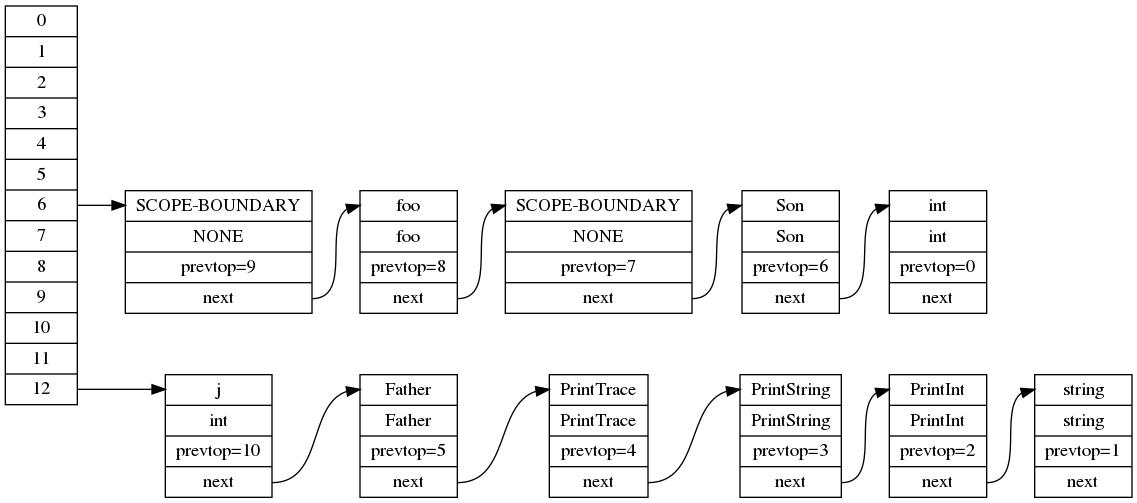 0
1
2
3
4
5
6
7
8
9
10
11
12
SCOPE-BOUNDARY
NONE
prevtop=9
next
foo
foo
prevtop=8
next
SCOPE-BOUNDARY
NONE
prevtop=7
next
Son
Son
prevtop=6
next
int
int
prevtop=0
next
j
int
prevtop=10
next
Father
Father
prevtop=5
next
PrintTrace
PrintTrace
prevtop=4
next
PrintString
PrintString
prevtop=3
next
PrintInt
PrintInt
prevtop=2
next
string
string
prevtop=1
next